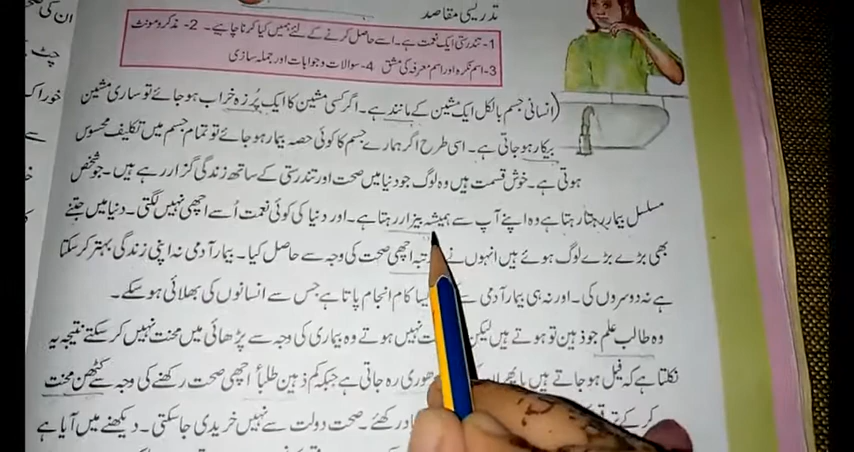 تدریسی مقاصد
1- تندرستی ایک نعمت ہے۔ اسے حاصل کرنے کے لئے ہمیں کیا کرنا چاہیے۔ 2- مذکر و مونث
3- اسم نکرہ اور اسم معرفہ کی مشق 4- سوالات و جوابات اور جملہ سازی
(انسانی جسم بالکل ایک مشین کے مانند ہے۔ اگر کسی مشین کا ایک پُرزہ خراب ہو جائے تو ساری مشین
بیکار ہو جاتی ہے۔ اسی طرح اگر ہمارے جسم کا کوئی حصہ بیمار ہو جائے تو تمام جسم میں تکلیف محسوس
ہوتی ہے۔ خوش قسمت ہیں وہ لوگ جو دنیا میں صحت اور تندرستی کے ساتھ زندگی گزار رہے ہیں۔ جو شخص
مسلسل بیمار رہتا رہتا ہے وہ اپنے آپ سے ہمیشہ بیزار رہتا ہے۔ اور دنیا کی کوئی نعمت اُسے اچھی نہیں لگتی۔ دنیا میں جتنے
بھی بڑے بڑے لوگ ہوئے ہیں انہوں نے اچھی صحت کی وجہ سے حاصل کیا۔ بیمار آدمی نہ اپنی زندگی بہتر کر سکتا
ہے نہ دوسروں کی۔ اور نہ ہی بیمار آدمی کام انجام پاتا ہے جس سے انسانوں کی بھلائی ہو سکے۔
وہ طالب علم جو ذہین تو ہوتے ہیں لیکن نہیں ہوتے وہ بیماری کی وجہ سے پڑھائی میں محنت نہیں کر سکتے نتیجہ یہ
نکلتا ہے کہ فیل ہو جاتے ہیں یا رہ جاتی ہے جبکہ کم ذہین طلباً اچھی صحت رکھنے کی وجہ سے کٹھن محنت
کر کے صحت دولت سے نہیں خریدی جا سکتی۔ دیکھنے میں آیا ہے